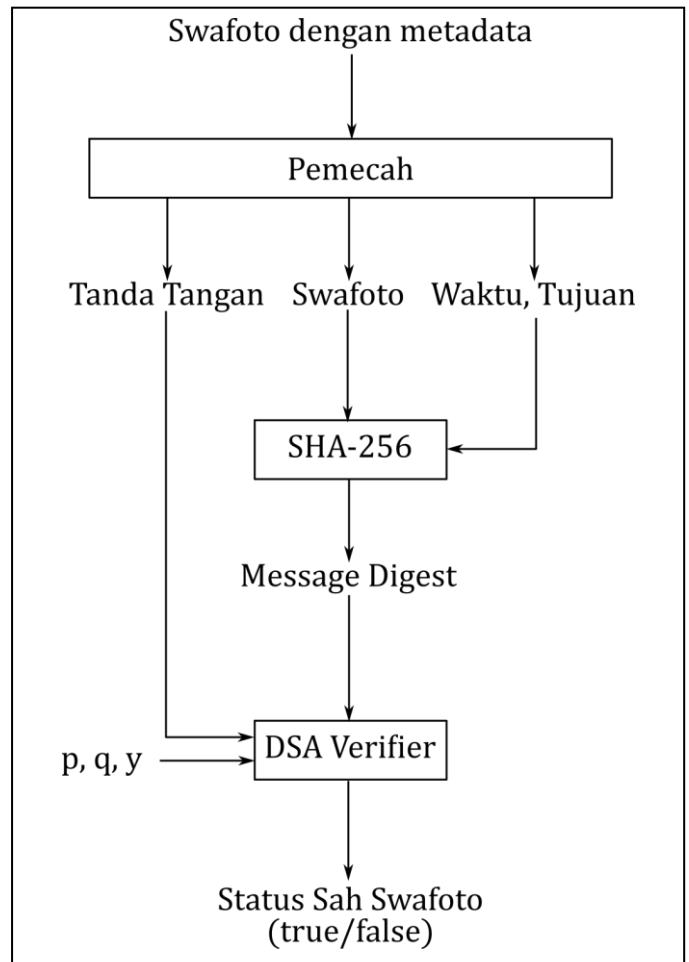 Swafoto dengan metadata
Pemecah
Tanda Tangan
Swafoto
Waktu, Tujuan
SHA-256
Message Digest
DSA Verifier
p, q, y
Status Sah Swafoto
(true/false)